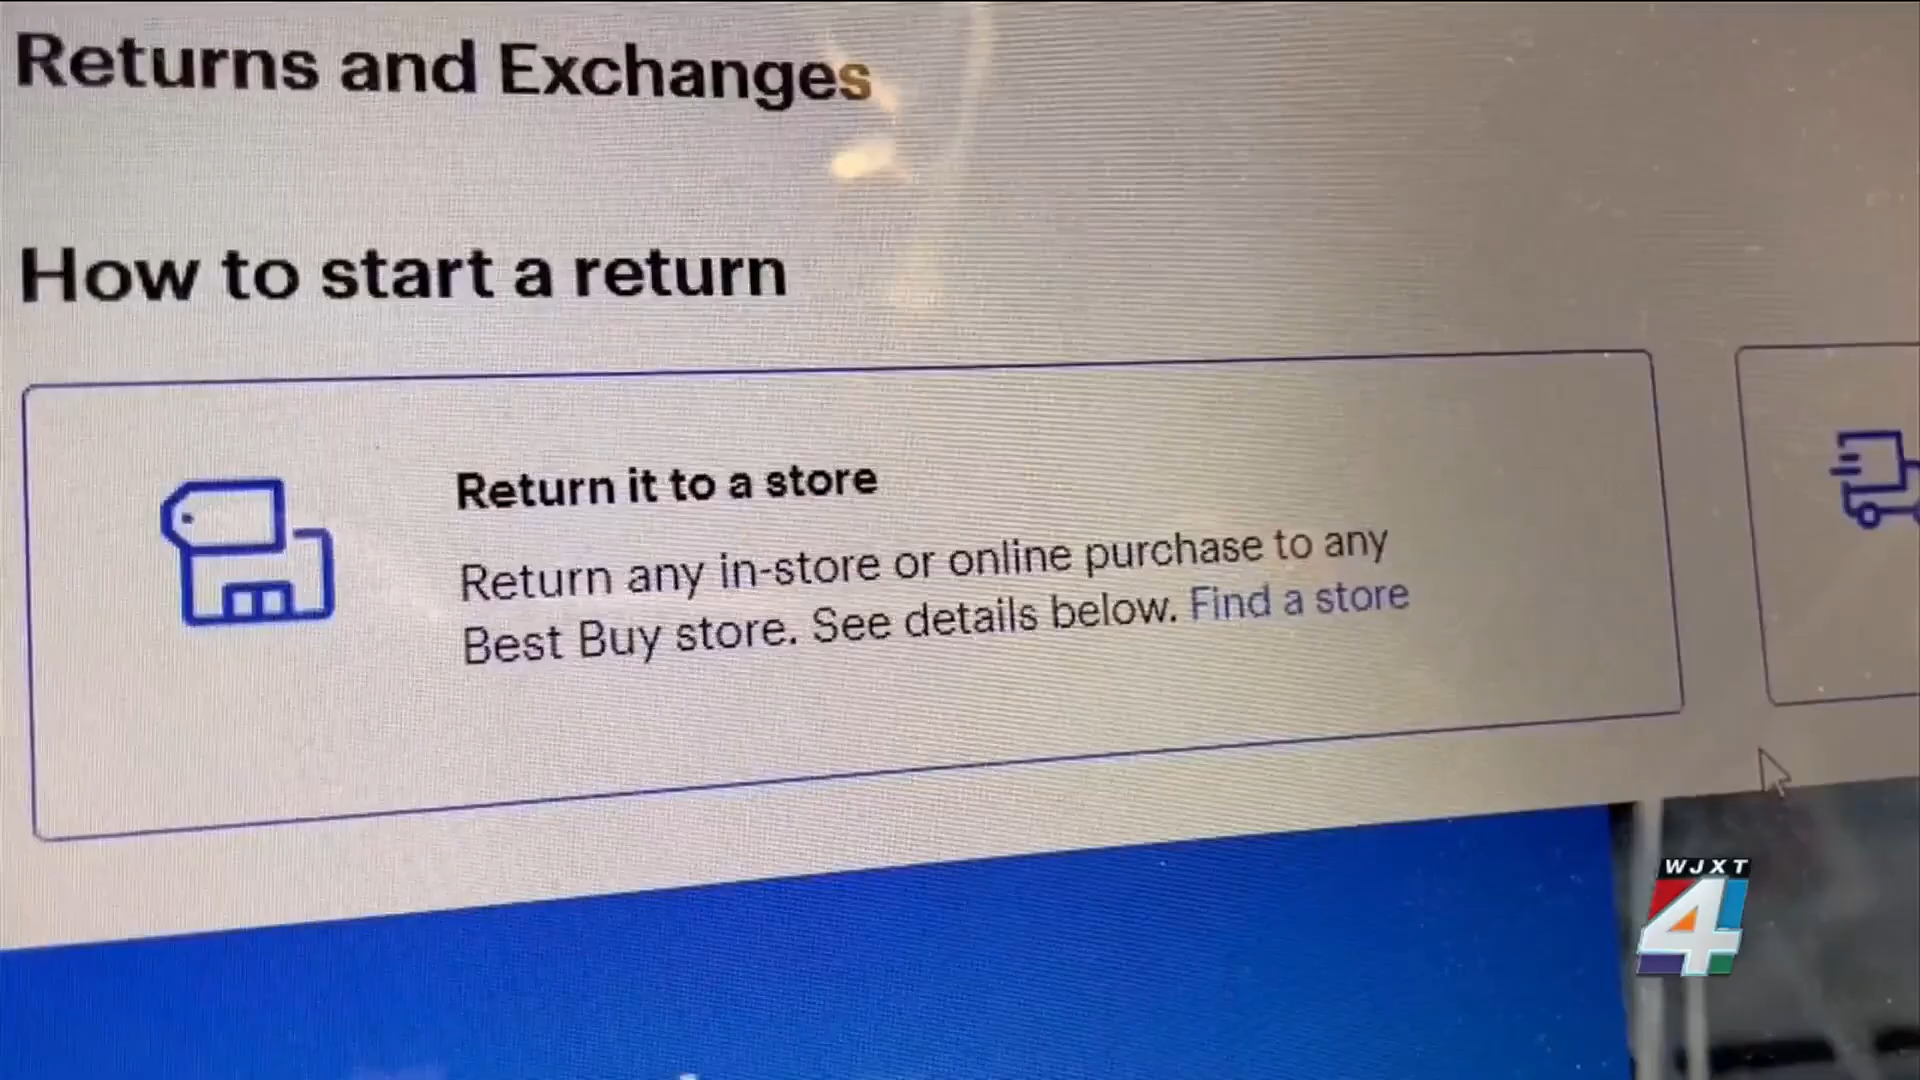 Returns and Exchanges
How to start a return
Return it to a store
Return any in-store or online purchase to any
Best Buy store. See details below. Find a store
WJXT
4